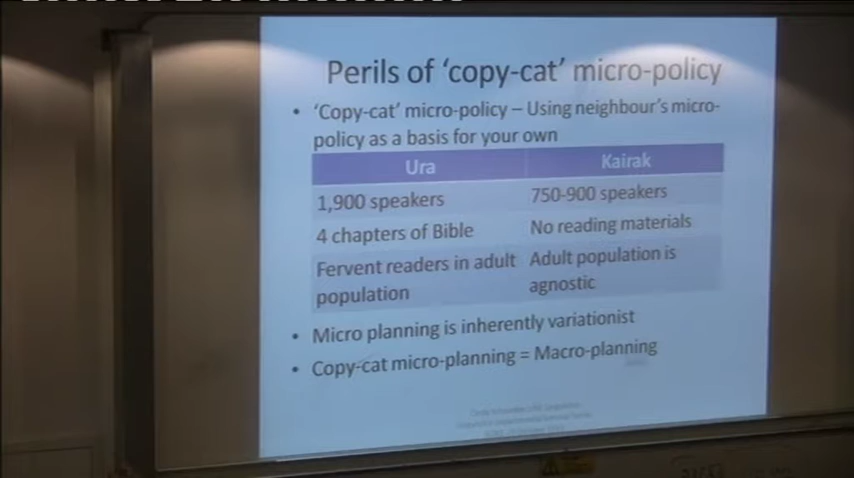 Perils of 'copy-cat' micro-policy
• 'Copy-cat' micro-policy – Using neighbour's micro-
policy as a basis for your own
Ura Kairak
1,900 speakers 750-900 speakers
4 chapters of Bible No reading materials
Fervent readers in adult Adult population is
population agnostic
• Micro planning is inherently variationist
• Copy-cat micro-planning = Macro-planning